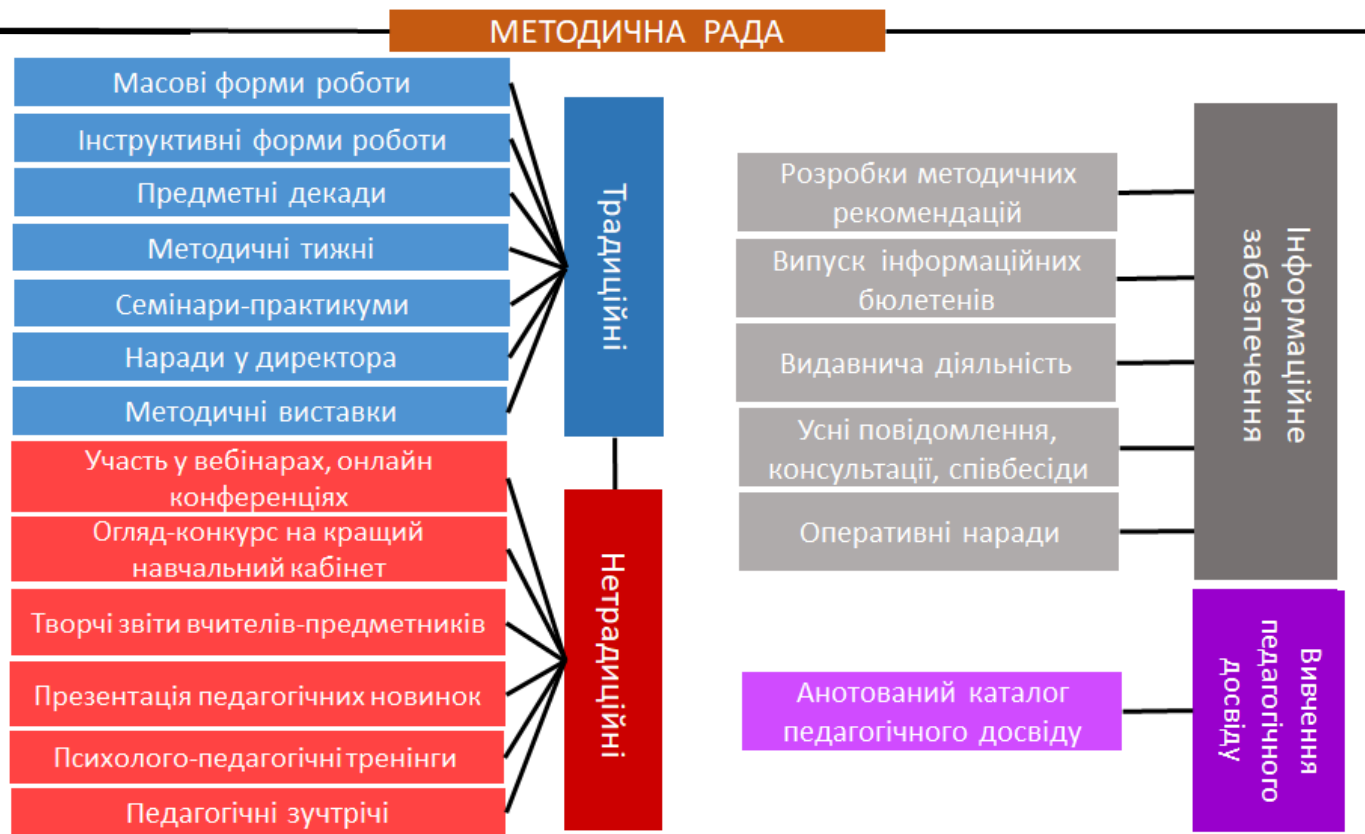 МЕТОДИЧНА РАДА
Масові форми роботи
Інструктивні форми роботи
Предметні декади
Методичні тижні
Семінари-практикуми
Наради у директора
Методичні виставки
Традиційні
Участь у вебінарах, онлайн
конференціях
Огляд-конкурс на кращий
навчальний кабінет
Творчі звіти вчителів-предметників
Презентація педагогічних новинок
Психолого-педагогічні тренінги
Педагогічні зучтрічі
Нетрадиційні
Розробки методичних
рекомендацій
Випуск інформаційних
бюлетенів
Видавнича діяльність
Усні повідомлення,
консультації, співбесіди
Оперативні наради
Інформаційне
забезпечення
Анотований каталог
педагогічного досвіду
Вивчення
педагогічного
досвіду